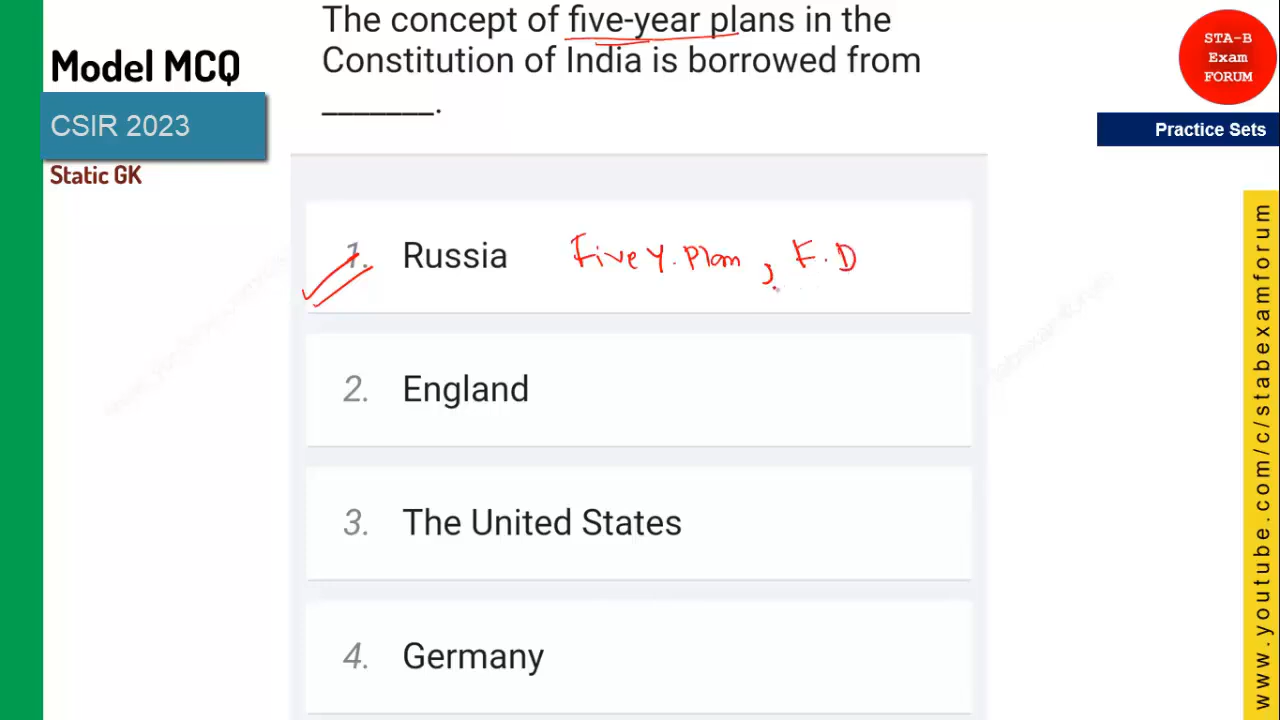 The concept of five-year plans in the
Constitution of India is borrowed from
_______.
Model MCQ
CSIR 2023
Static GK
STA-B
Exam
FORUM
Practice Sets
1. Russia Five Y. Plan, F.D
2. England
3. The United States
4. Germany
www.youtube.com/c/stabexamforum